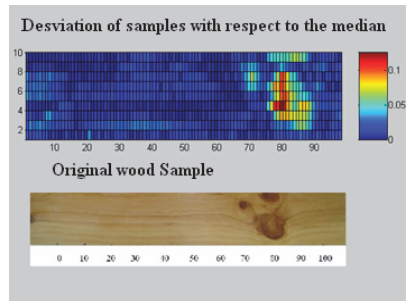 Desviation of samples with respect to the median
10
8
6
4
2
10 20 30 40 50 60 70 80 90
0.1
0.05
0
Original wood Sample
0 10 20 30 40 50 60 70 80 90 100